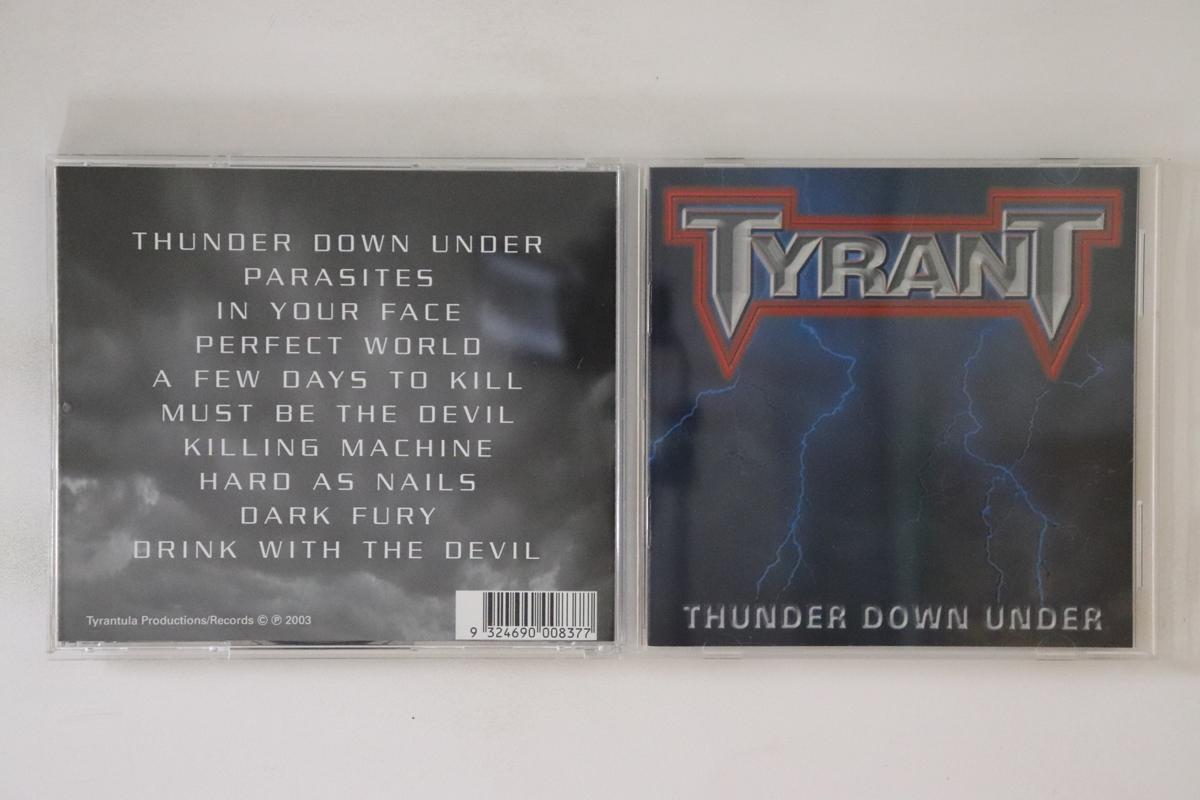 THUNDER DOWN UNDER
PARASITES
IN YOUR FACE
PERFECT WORLD
A FEW DAYS TO KILL
MUST BE THE DEVIL
KILLING MACHINE
HARD AS NAILS
DARK FURY
DRINK WITH THE DEVIL
Tyrantula Productions/Records © ℗ 2003
9 324690 008377
TYRANT
THUNDER DOWN UNDER